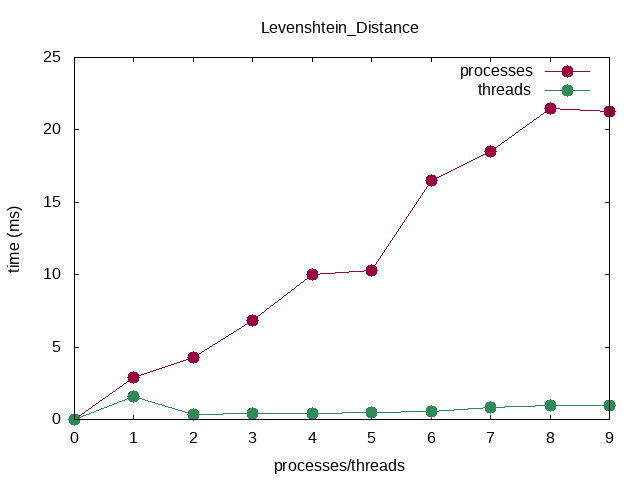 Levenshtein_Distance
processes
threads
25
20
15
10
5
0
time (ms)
0 1 2 3 4 5 6 7 8 9
processes/threads